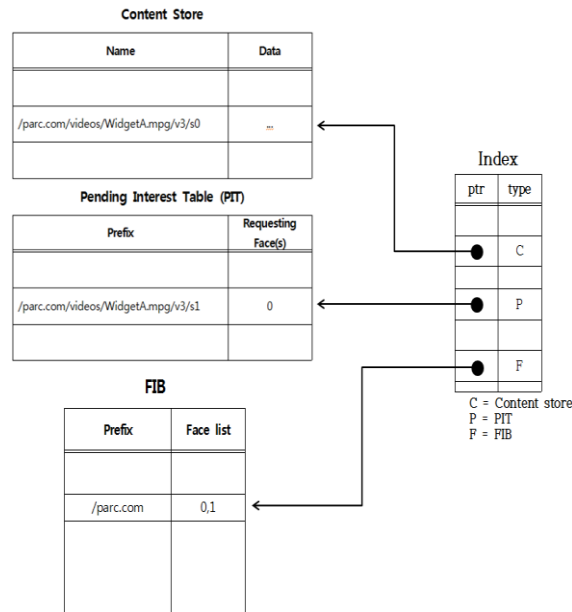 Content Store
Name Data
/parc.com/videos/WidgetA.mpg/v3/s0 ...
Pending Interest Table (PIT)
Prefix Requesting
Face(s)
/parc.com/videos/WidgetA.mpg/v3/s1 0
FIB
Prefix Face list
/parc.com 0,1
Index
ptr type
C
P
F
C = Content store
P = PIT
F = FIB